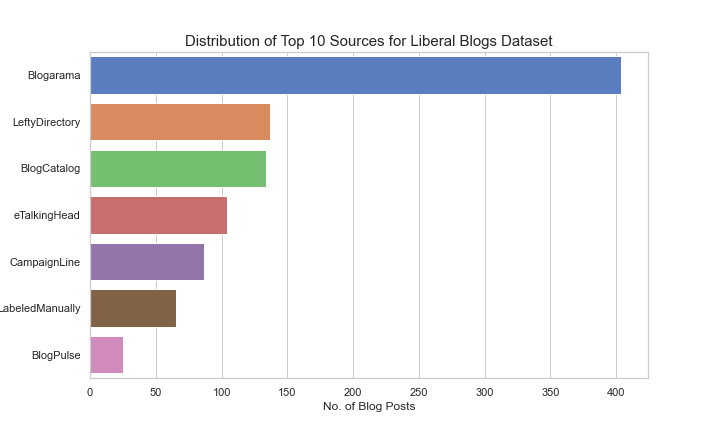 Distribution of Top 10 Sources for Liberal Blogs Dataset
Blogarama
LeftyDirectory
BlogCatalog
eTalkingHead
CampaignLine
LabeledManually
BlogPulse
0 50 100 150 200 250 300 350 400
No. of Blog Posts